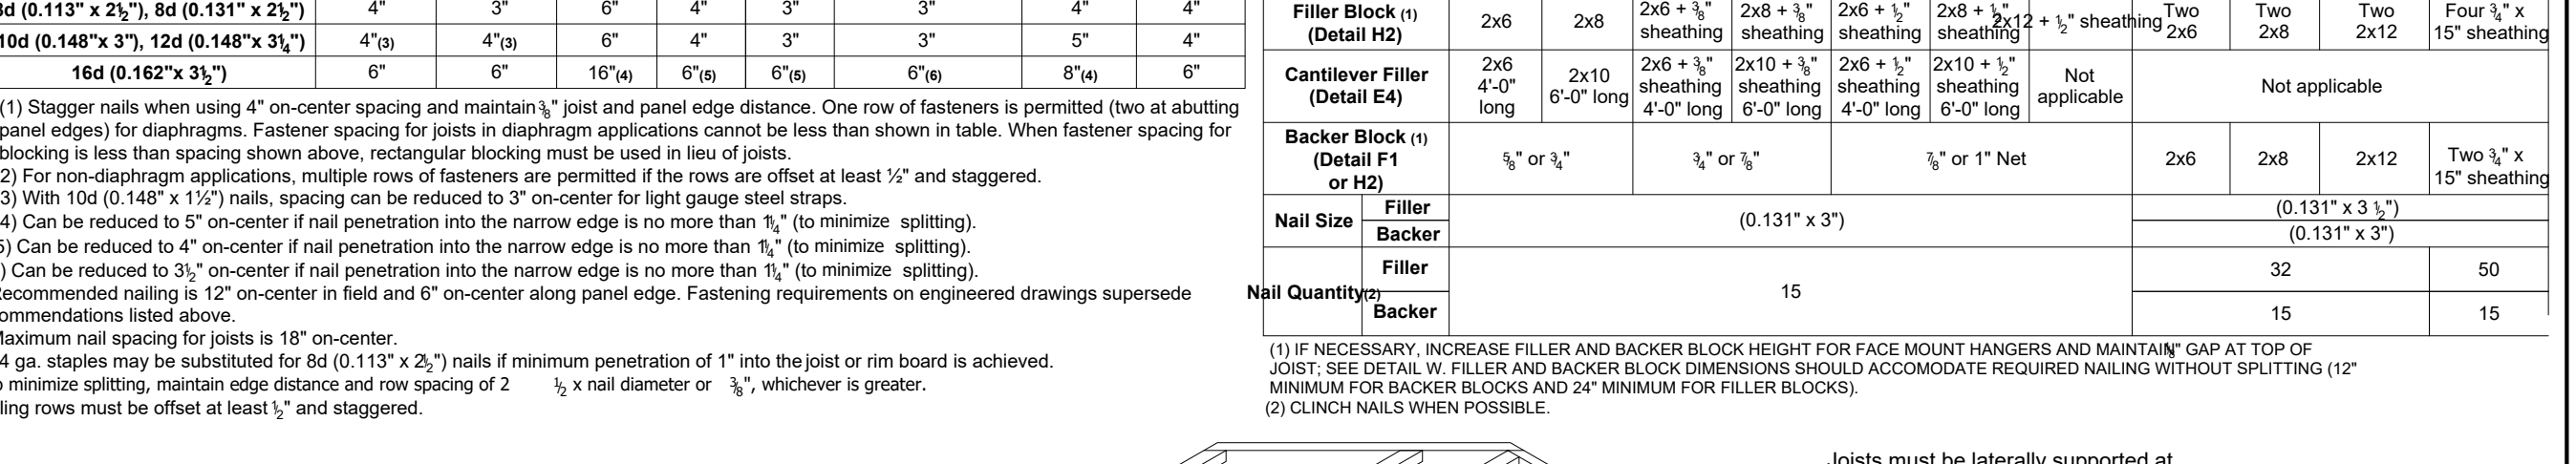 8d (0.113" x 2½"), 8d (0.131" x 2½") 4" 3" 6" 4" 3" 3" 4" 4"
10d (0.148"x 3"), 12d (0.148"x 3¼") 4"(3) 4"(3) 6" 4" 3" 3" 5" 4"
16d (0.162"x 3½") 6" 6" 16"(4) 6"(5) 6"(5) 6"(6) 8"(4) 6"
(1) Stagger nails when using 4" on-center spacing and maintain ⅜" joist and panel edge distance. One row of fasteners is permitted (two at abutting
panel edges) for diaphragms. Fastener spacing for joists in diaphragm applications cannot be less than shown in table. When fastener spacing for
blocking is less than spacing shown above, rectangular blocking must be used in lieu of joists.
2) For non-diaphragm applications, multiple rows of fasteners are permitted if the rows are offset at least ½" and staggered.
3) With 10d (0.148" x 1½") nails, spacing can be reduced to 3" on-center for light gauge steel straps.
4) Can be reduced to 5" on-center if nail penetration into the narrow edge is no more than 1¼" (to minimize splitting).
5) Can be reduced to 4" on-center if nail penetration into the narrow edge is no more than 1¼" (to minimize splitting).
) Can be reduced to 3½" on-center if nail penetration into the narrow edge is no more than 1¼" (to minimize splitting).
Recommended nailing is 12" on-center in field and 6" on-center along panel edge. Fastening requirements on engineered drawings supersede
ommendations listed above.
Maximum nail spacing for joists is 18" on-center.
4 ga. staples may be substituted for 8d (0.113" x 2½") nails if minimum penetration of 1" into the joist or rim board is achieved.
o minimize splitting, maintain edge distance and row spacing of 2 ½ x nail diameter or ⅜", whichever is greater.
ling rows must be offset at least ½" and staggered.
Filler Block (1)
(Detail H2)
2x6
2x8
2x6 + ⅜"
sheathing
2x8 + ⅜"
sheathing
2x6 + ½"
sheathing
2x8 + ½"
sheathing
2x12 + ½" sheathing
Two
2x6
Two
2x8
Two
2x12
Four ¾" x
15" sheathing
Cantilever Filler
(Detail E4)
2x6
4'-0"
long
2x10
6'-0" long
2x6 + ⅜"
sheathing
4'-0" long
2x10 + ⅜"
sheathing
6'-0" long
2x6 + ½"
sheathing
4'-0" long
2x10 + ½"
sheathing
6'-0" long
Not
applicable
Not applicable
Backer Block (1)
(Detail F1
or H2)
⅝" or ¾"
¾" or ⅞"
⅞" or 1" Net
2x6
2x8
2x12
Two ¾" x
15" sheathing
Nail Size
Filler
Backer
(0.131" x 3")
(0.131" x 3 ½")
(0.131" x 3")
Nail Quantity(2)
Filler
Backer
15
32
50
15
15
(1) IF NECESSARY, INCREASE FILLER AND BACKER BLOCK HEIGHT FOR FACE MOUNT HANGERS AND MAINTAIN ⅛" GAP AT TOP OF
JOIST; SEE DETAIL W. FILLER AND BACKER BLOCK DIMENSIONS SHOULD ACCOMODATE REQUIRED NAILING WITHOUT SPLITTING (12"
MINIMUM FOR BACKER BLOCKS AND 24" MINIMUM FOR FILLER BLOCKS).
(2) CLINCH NAILS WHEN POSSIBLE.
Joists must be laterally supported at